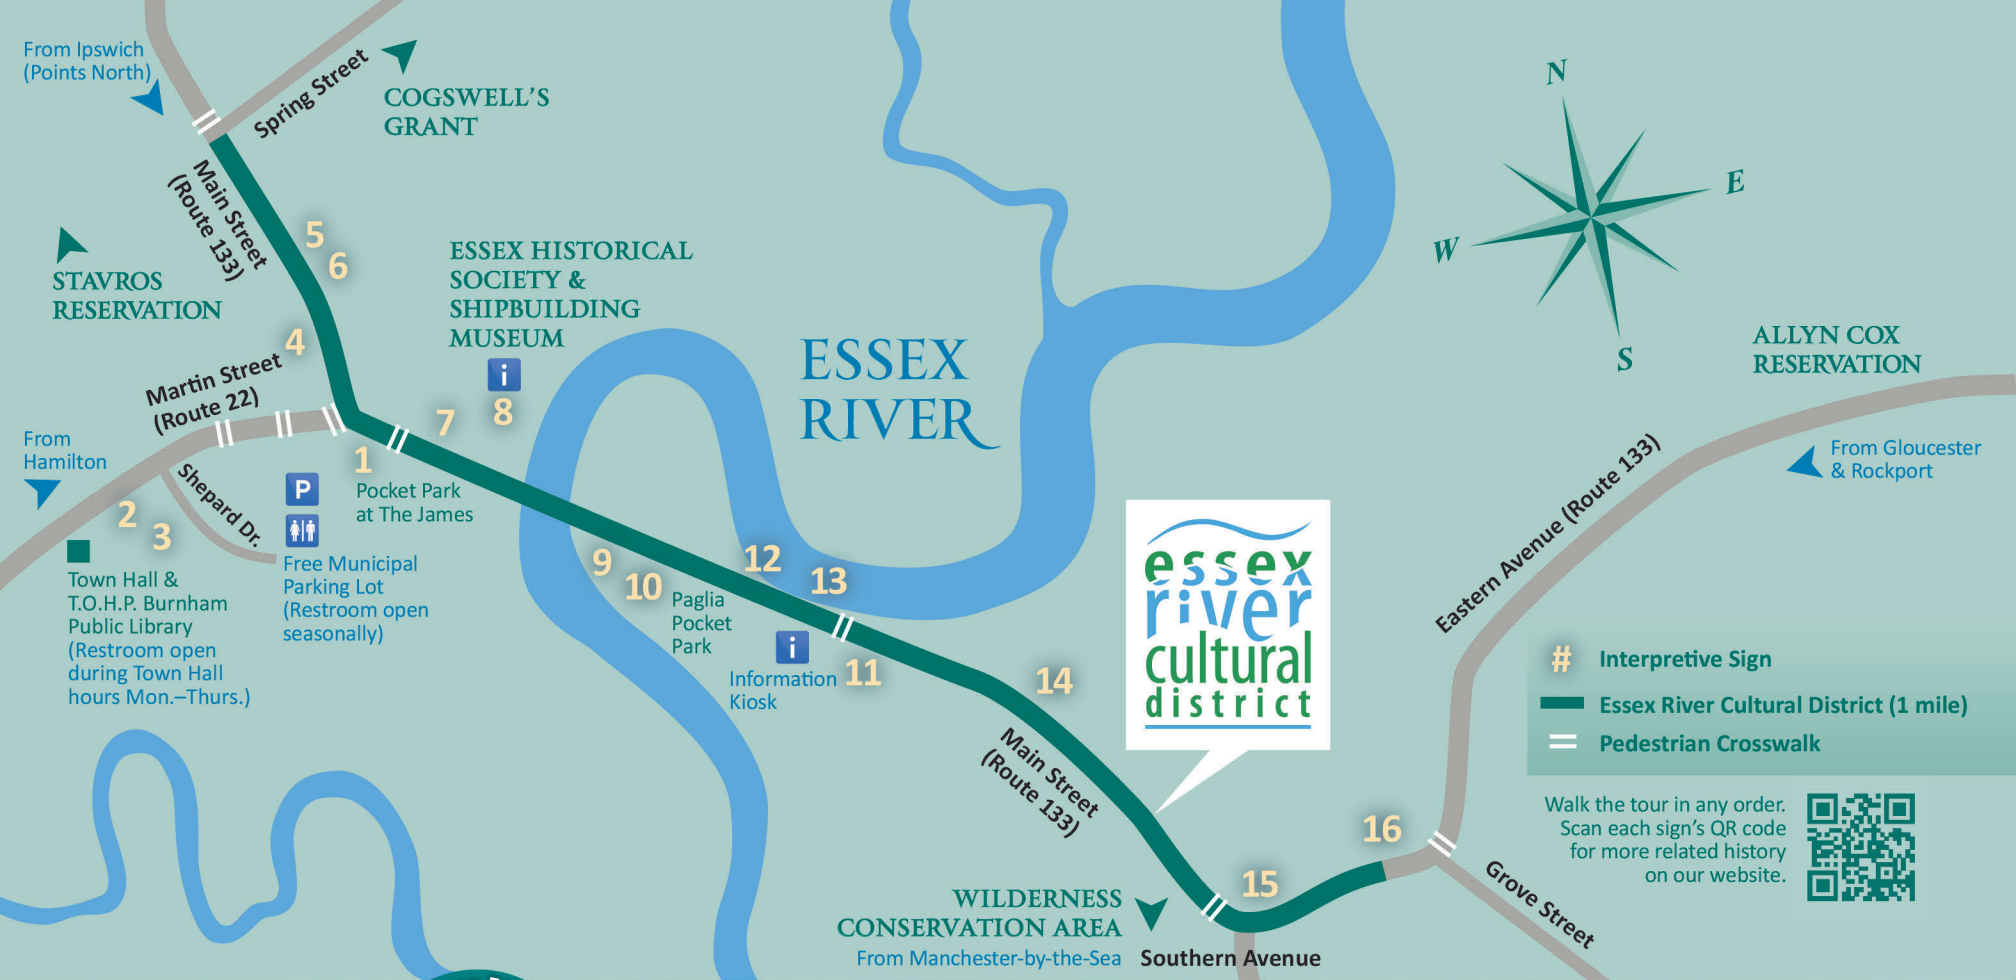 From Ipswich
(Points North)
Spring Street
COGSWELL'S
GRANT
Main Street
(Route 133)
STAVROS
RESERVATION
5
6
4
Martin Street
(Route 22)
From
Hamilton
Shepard Dr.
2
3
Town Hall &
T.O.H.P. Burnham
Public Library
(Restroom open
during Town Hall
hours Mon.–Thurs.)
P
Free Municipal
Parking Lot
(Restroom open
seasonally)
1
Pocket Park
at The James
ESSEX HISTORICAL
SOCIETY &
SHIPBUILDING
MUSEUM
i
7
8
ESSEX
RIVER
9
10
Paglia
Pocket
Park
12
13
i
Information
Kiosk
11
14
Main Street
(Route 133)
essex
river
cultural
district
WILDERNESS
CONSERVATION AREA
From Manchester-by-the-Sea
Southern Avenue
15
16
Grove Street
Eastern Avenue (Route 133)
N
E
W
S
ALLYN COX
RESERVATION
From Gloucester
& Rockport
# Interpretive Sign
Essex River Cultural District (1 mile)
Pedestrian Crosswalk
Walk the tour in any order.
Scan each sign's QR code
for more related history
on our website.